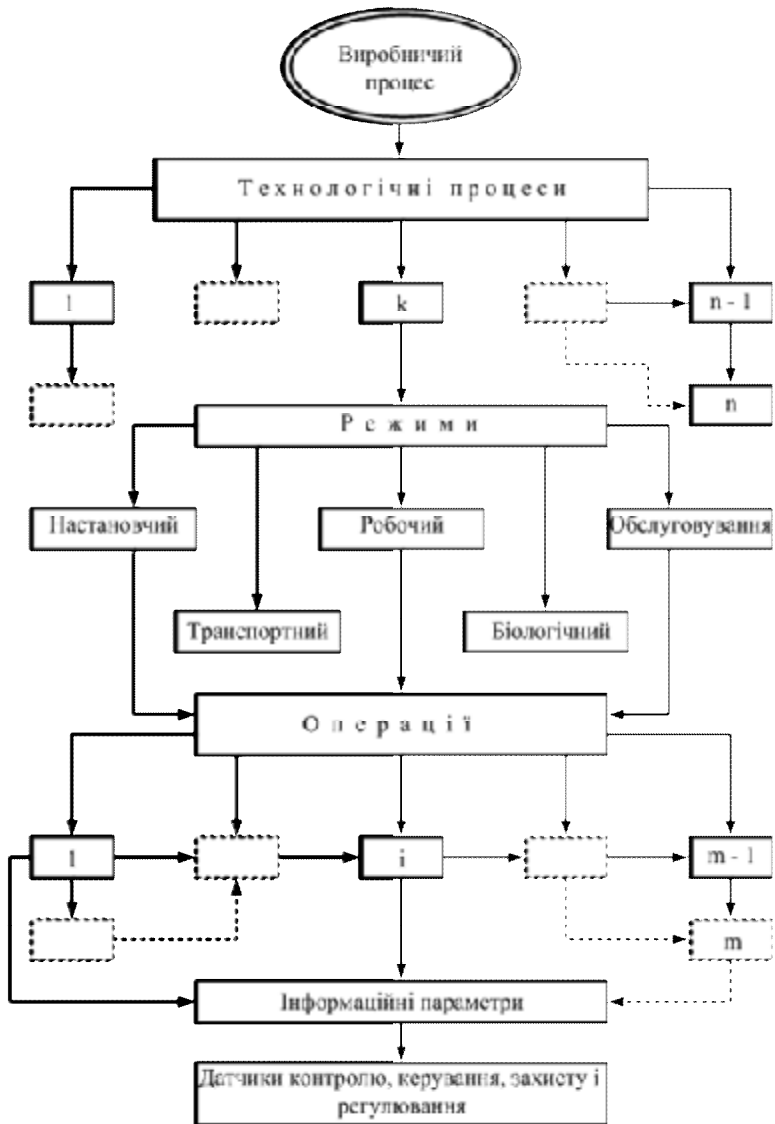 Виробничий
процес
Технологічні процеси
1
k
n - 1
n
Режими
Настановчий
Робочий
Обслуговування
Транспортний
Біологічний
Операції
1
i
m - 1
m
Інформаційні параметри
Датчики контролю, керування, захисту і
регулювання